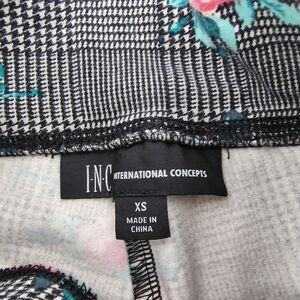 I·N·C INTERNATIONAL CONCEPTS
XS
MADE IN
CHINA